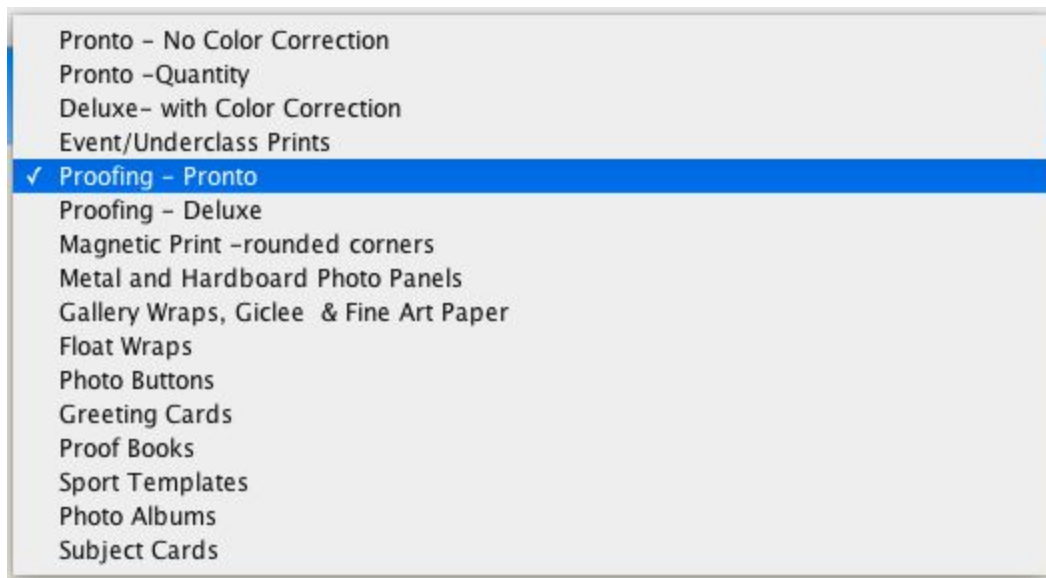 Pronto – No Color Correction
Pronto –Quantity
Deluxe– with Color Correction
Event/Underclass Prints
✓ Proofing – Pronto
Proofing – Deluxe
Magnetic Print –rounded corners
Metal and Hardboard Photo Panels
Gallery Wraps, Giclee  & Fine Art Paper
Float Wraps
Photo Buttons
Greeting Cards
Proof Books
Sport Templates
Photo Albums
Subject Cards